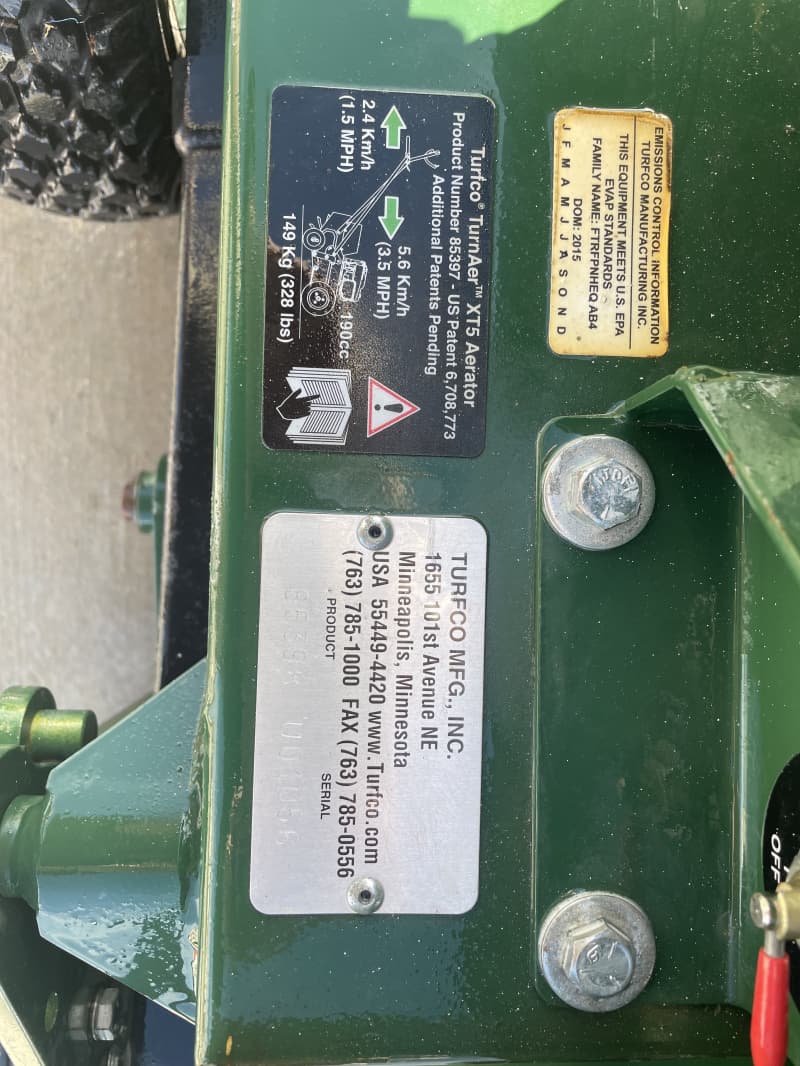 EMISSIONS CONTROL INFORMATION
TURFCO MANUFACTURING INC.
THIS EQUIPMENT MEETS U.S. EPA
EVAP STANDARDS
FAMILY NAME: FTRFPNHEQ AB4
DOM: 2015
J F M A M J J A S O N D
Turfco® TurnAer™ XT5 Aerator
Product Number 85397 - US Patent 6,708,773
Additional Patents Pending
5.6 Km/h
(3.5 MPH)
2.4 Km/h
(1.5 MPH)
190cc
149 Kg (328 lbs)
TURFCO MFG., INC.
1655 101st Avenue NE
Minneapolis, Minnesota
USA 55449-4420 www.Turfco.com
(763) 785-1000 FAX (763) 785-0556
PRODUCT SERIAL
OFF